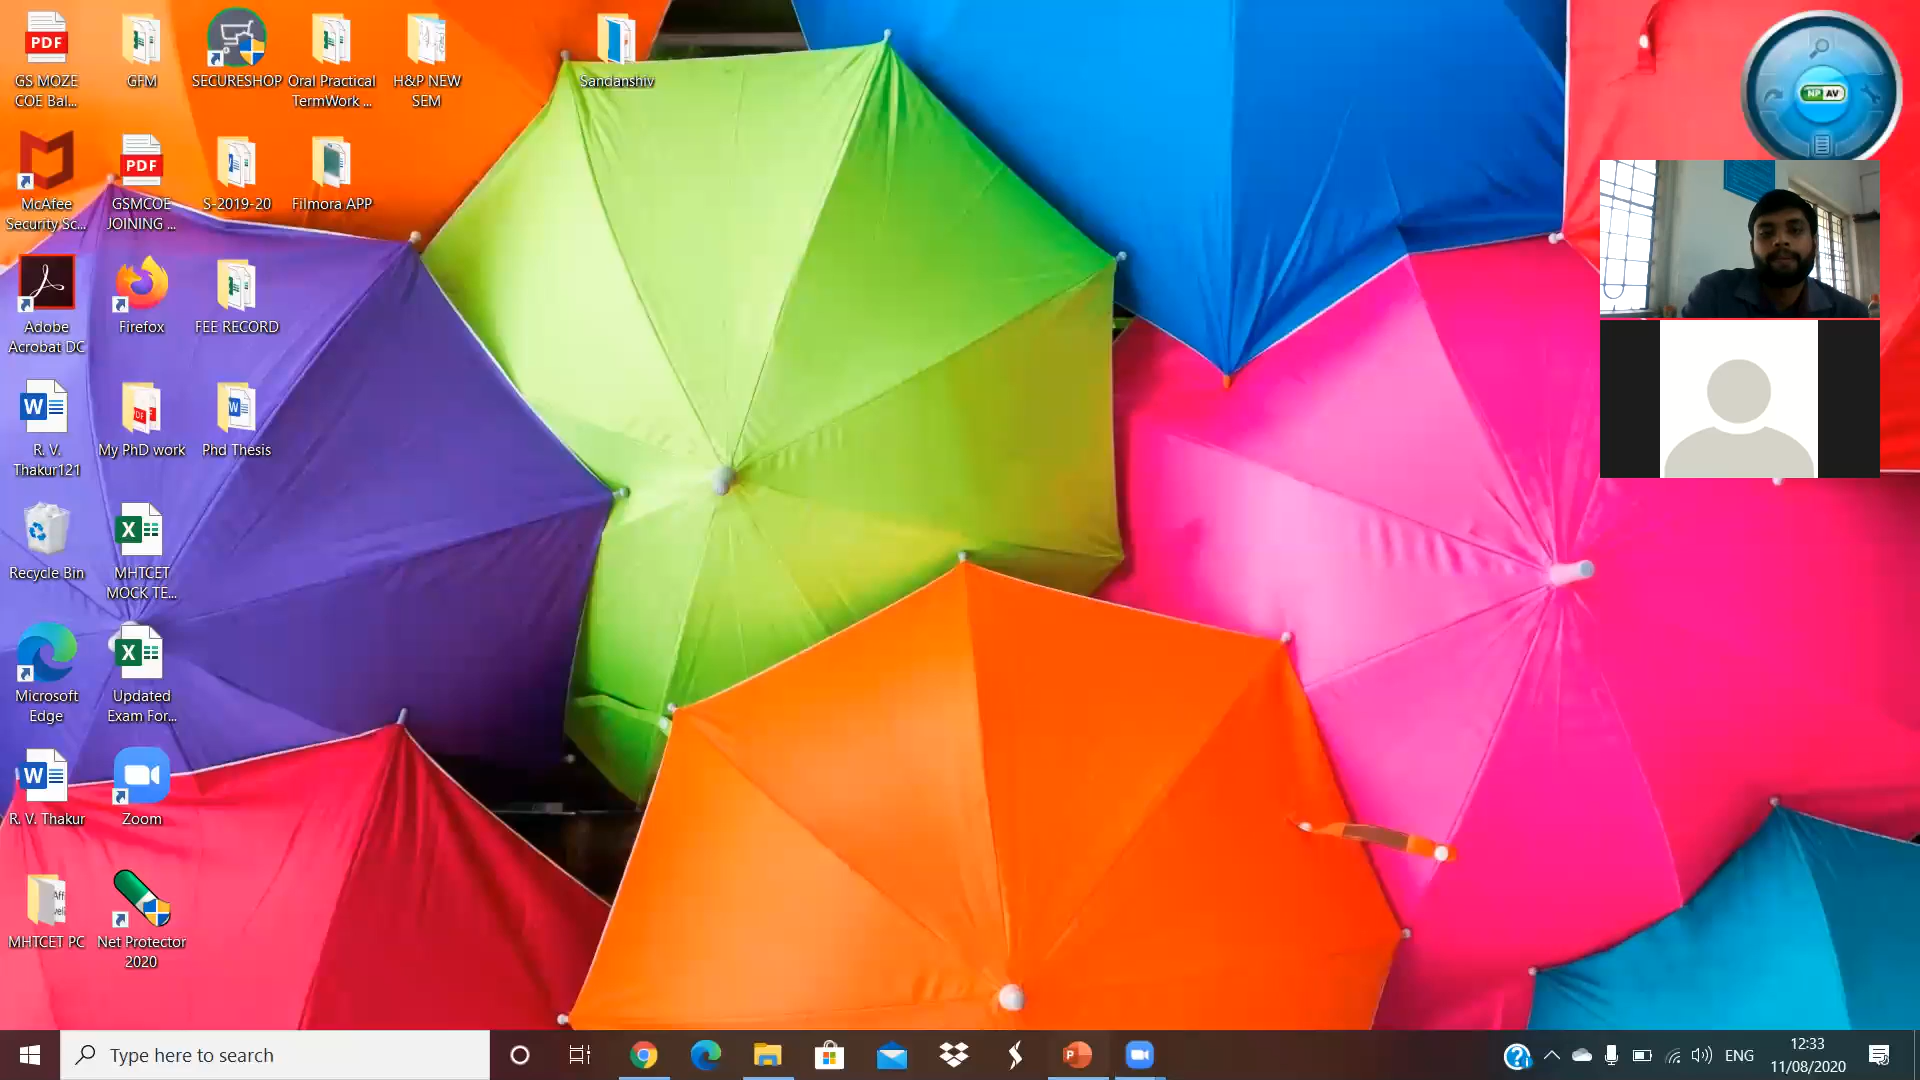 PDF
GS MOZE
COE Bal...
GFM
SECURESHOP
Oral Practical
TermWork ...
H&P NEW
SEM
Sandanshiv
NP AV
McAfee
Security Sc...
PDF
GSMCOE
JOINING ...
S-2019-20
Filmora APP
Adobe
Acrobat DC
Firefox
FEE RECORD
R. V.
Thakur121
My PhD work
Phd Thesis
Recycle Bin
MHTCET
MOCK TE...
Microsoft
Edge
Updated
Exam For...
R. V. Thakur
Zoom
MHTCET PC
Net Protector
2020
Type here to search
ENG
12:33
11/08/2020